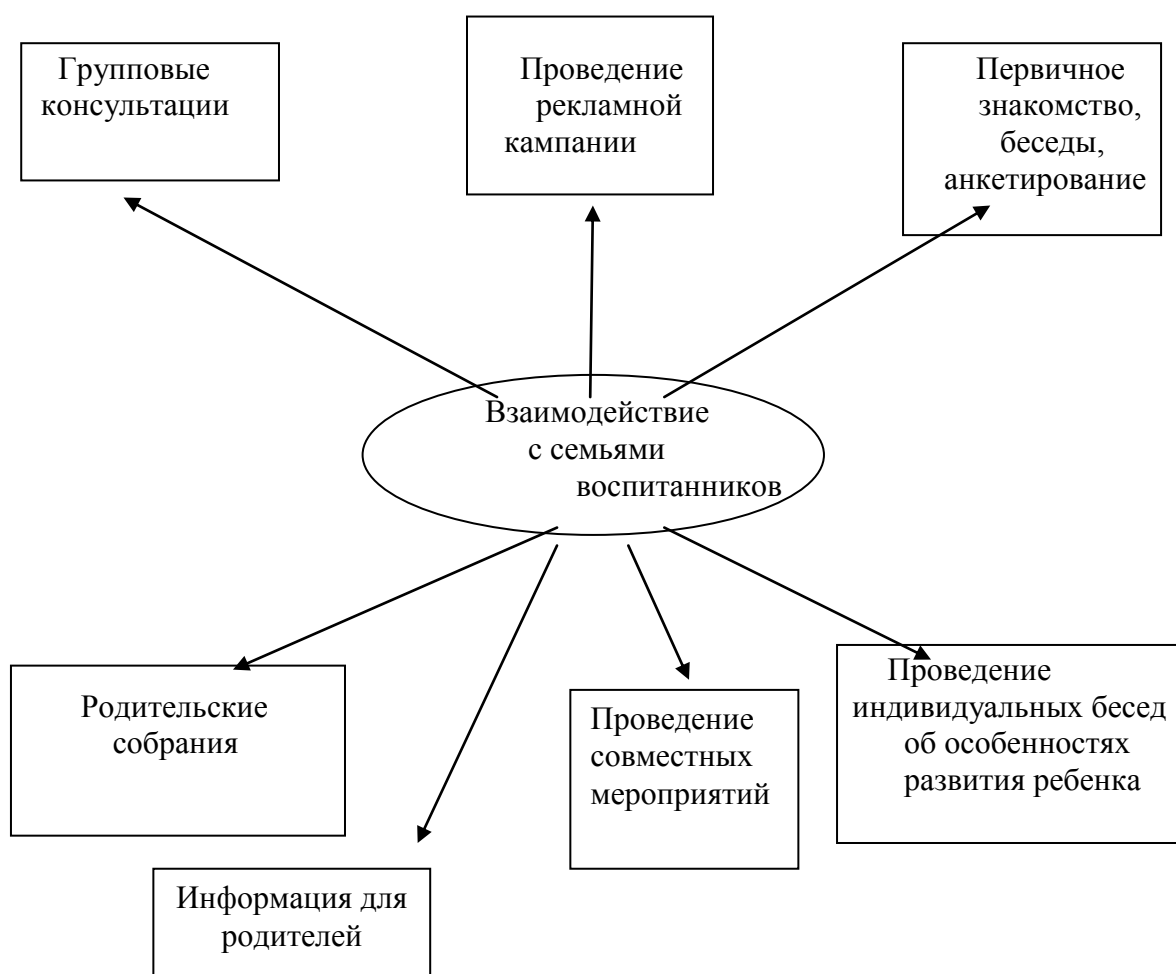 Групповые
консультации
Проведение
рекламной
кампании
Первичное
знакомство,
беседы,
анкетирование
Взаимодействие
с семьями
воспитанников
Родительские
собрания
Проведение
совместных
мероприятий
Проведение
индивидуальных бесед
об особенностях
развития ребенка
Информация для
родителей